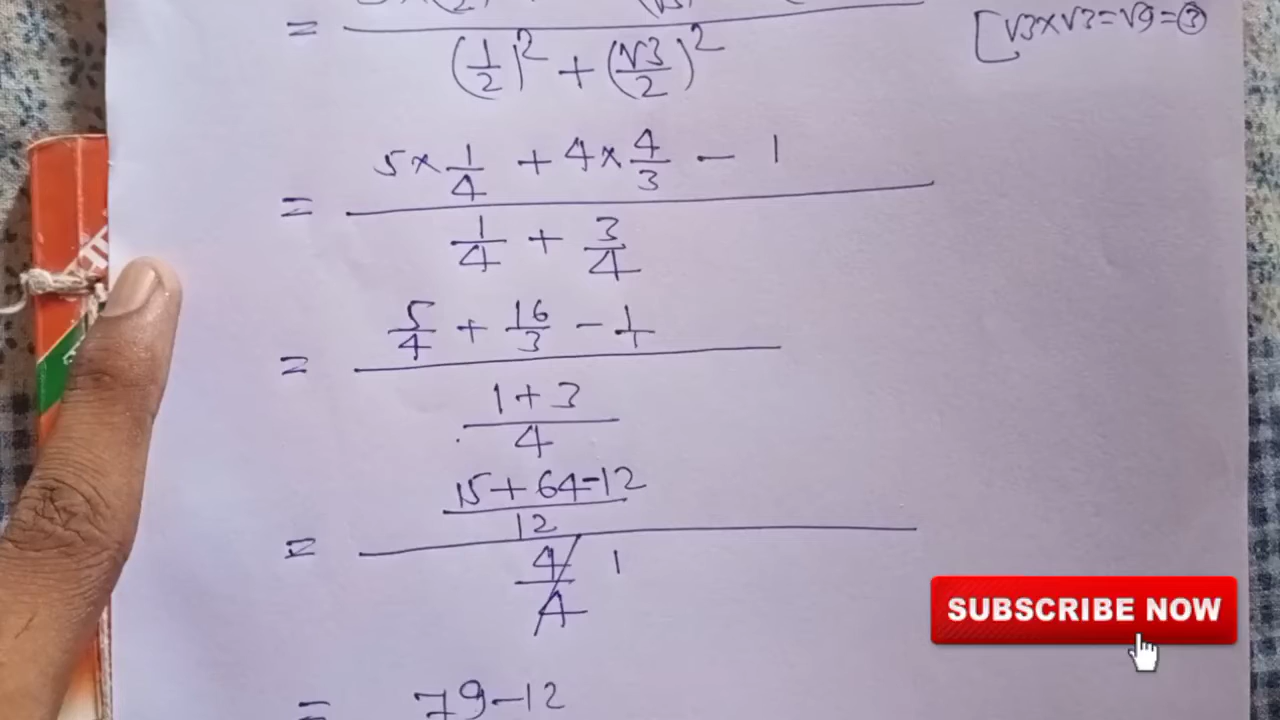 [√3×√3=√9=③
= (1/2)² + (√3/2)²
= 5×1/4 + 4×4/3 − 1
1/4 + 3/4
= 5/4 + 16/3 − 1/1
1+3
4
15+64-12
12
= 4/4 1
= 79-12
SUBSCRIBE NOW